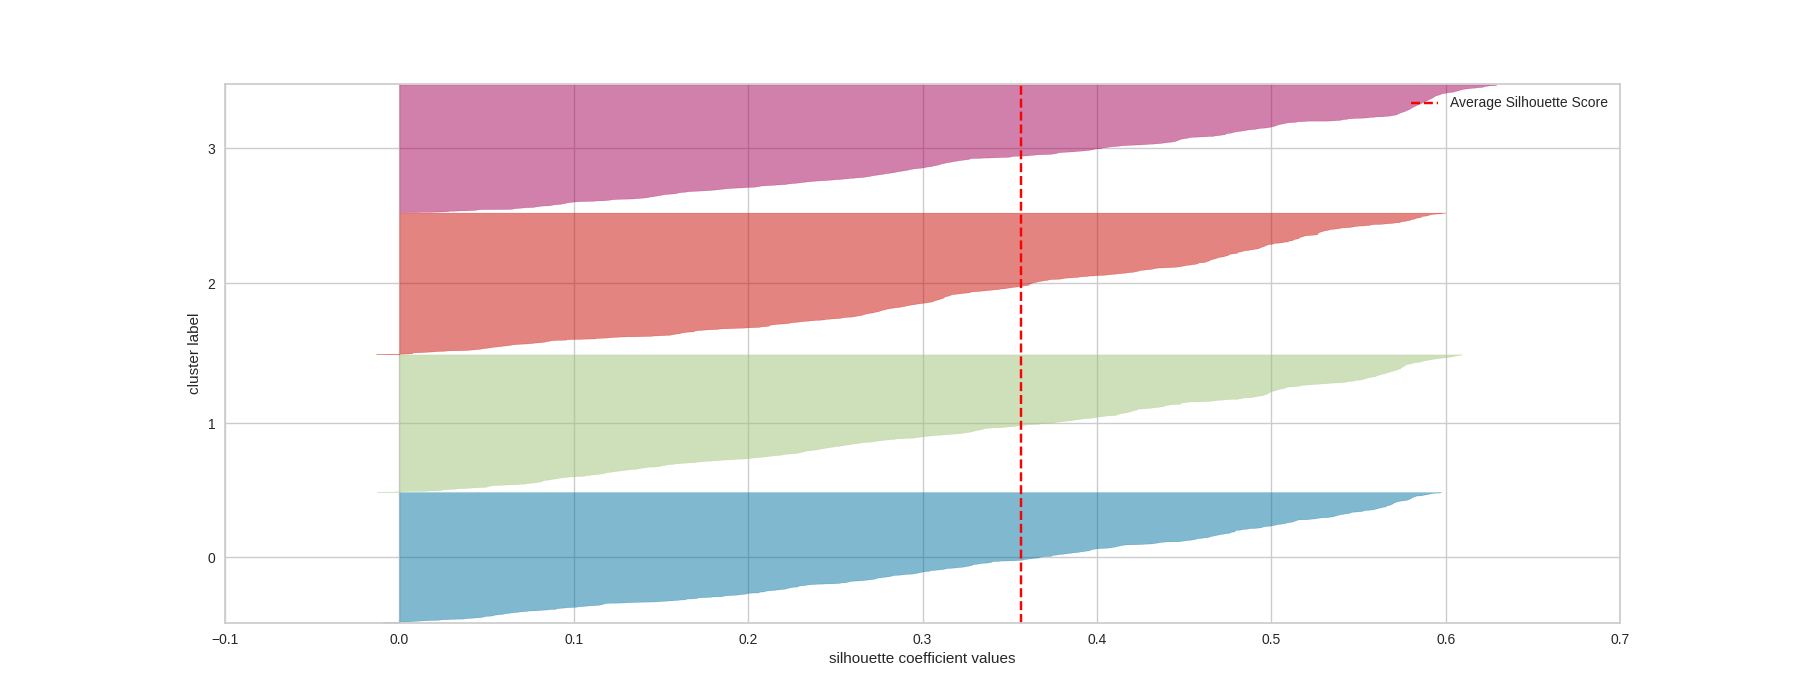 Average Silhouette Score
3
2
1
0
cluster label
−0.1 0.0 0.1 0.2 0.3 0.4 0.5 0.6 0.7
silhouette coefficient values